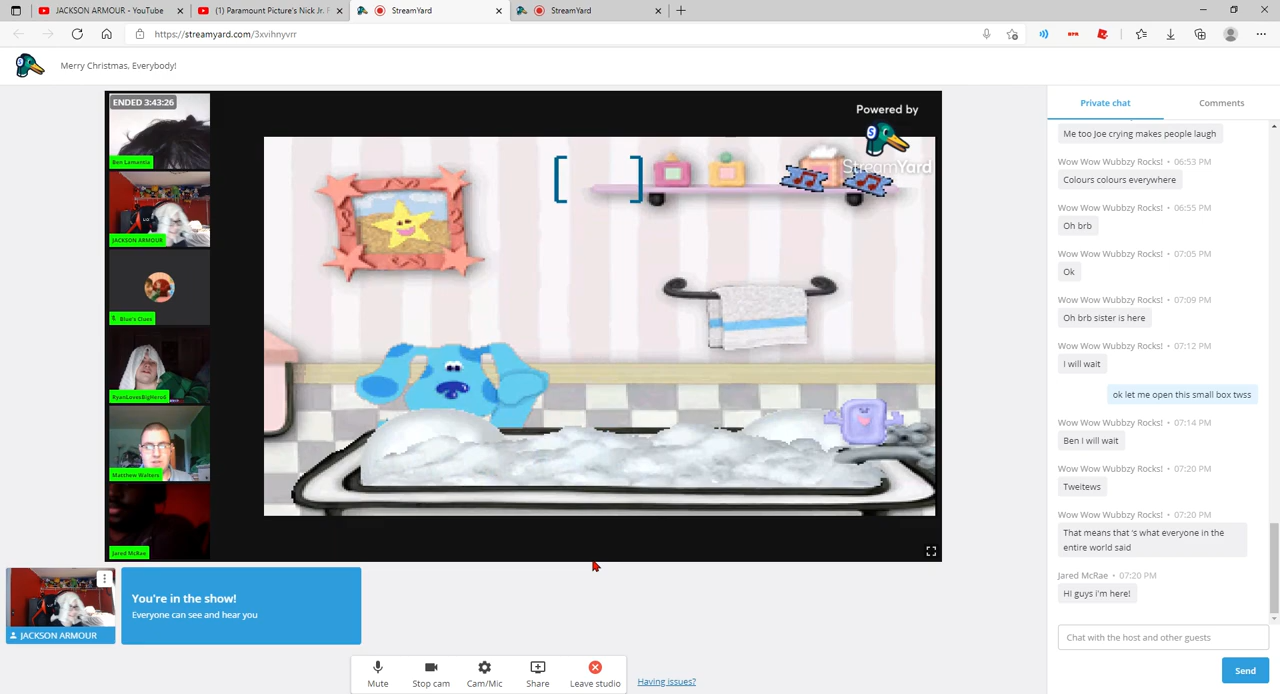 JACKSON ARMOUR - YouTube
(1) Paramount Picture's Nick Jr. F
StreamYard
StreamYard
https://streamyard.com/3xvihnyvrr
Merry Christmas, Everybody!
ENDED 3:43:26
Ben Lamantia
JACKSON ARMOUR
Blue's Clues
RyanLovesBigHero6
Matthew Walters
Jared McRae
Powered by
StreamYard
JACKSON ARMOUR
You're in the show!
Everyone can see and hear you
Mute
Stop cam
Cam/Mic
Share
Leave studio
Having issues?
Private chat
Comments
Me too Joe crying makes people laugh
Wow Wow Wubbzy Rocks! • 06:53 PM
Colours colours everywhere
Wow Wow Wubbzy Rocks! • 06:55 PM
Oh brb
Wow Wow Wubbzy Rocks! • 07:05 PM
Ok
Wow Wow Wubbzy Rocks! • 07:09 PM
Oh brb sister is here
Wow Wow Wubbzy Rocks! • 07:12 PM
I will wait
ok let me open this small box twss
Wow Wow Wubbzy Rocks! • 07:14 PM
Ben I will wait
Wow Wow Wubbzy Rocks! • 07:20 PM
Tweitews
Wow Wow Wubbzy Rocks! • 07:20 PM
That means that 's what everyone in the
entire world said
Jared McRae • 07:20 PM
Hi guys i'm here!
Chat with the host and other guests
Send